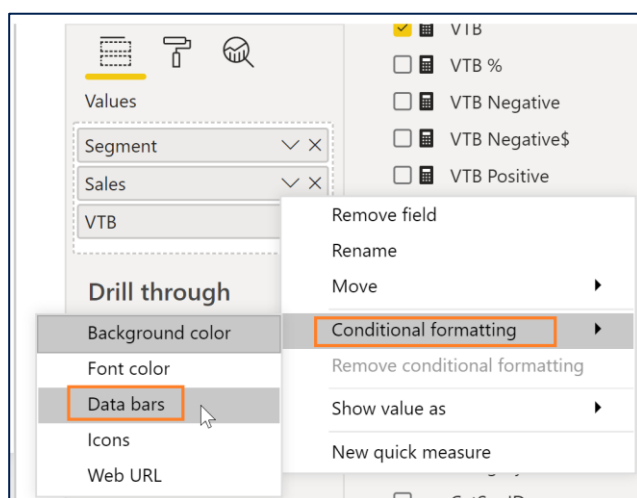 VTB
VTB %
VTB Negative
VTB Negative$
VTB Positive
Values
Segment
Sales
VTB
Drill through
Remove field
Rename
Move
Conditional formatting
Remove conditional formatting
Show value as
New quick measure
Background color
Font color
Data bars
Icons
Web URL